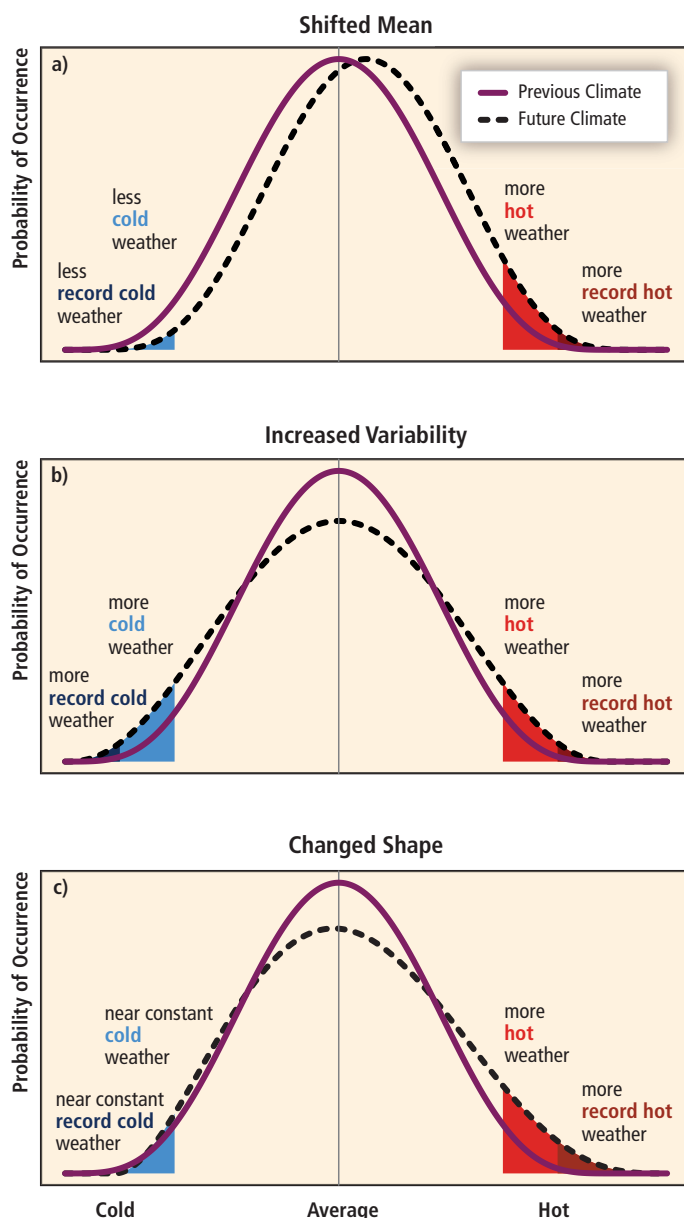 Shifted Mean
a)
Probability of Occurrence
Previous Climate
Future Climate
less
cold
weather
less
record cold
weather
more
hot
weather
more
record hot
weather
Increased Variability
b)
Probability of Occurrence
more
cold
weather
more
record cold
weather
more
hot
weather
more
record hot
weather
Changed Shape
c)
Probability of Occurrence
near constant
cold
weather
near constant
record cold
weather
more
hot
weather
more
record hot
weather
Cold
Average
Hot